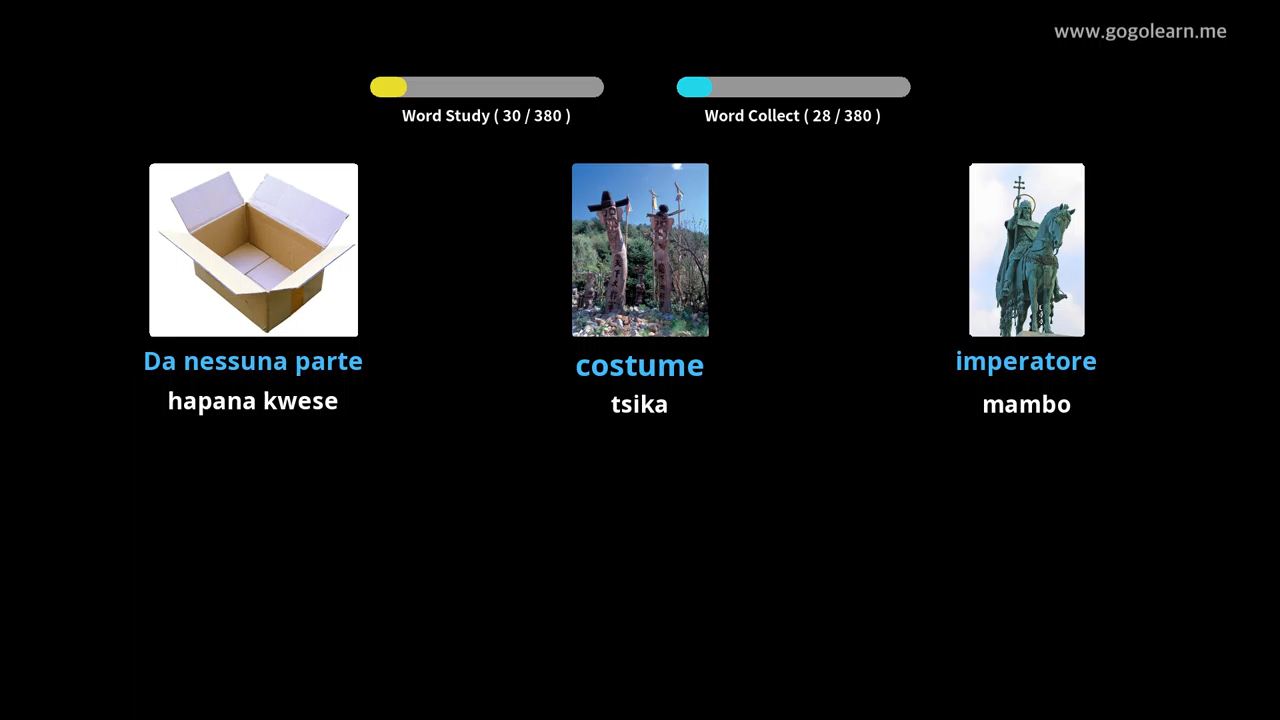 www.gogolearn.me
Word Study ( 30 / 380 )
Word Collect ( 28 / 380 )
Da nessuna parte
hapana kwese
costume
tsika
imperatore
mambo